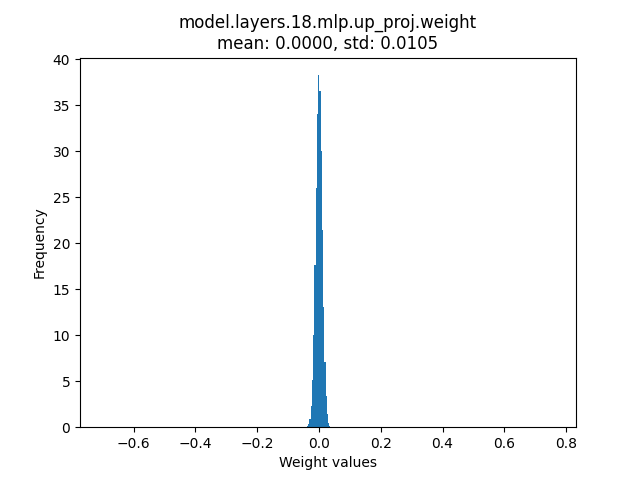 model.layers.18.mlp.up_proj.weight
mean: 0.0000, std: 0.0105
40
35
30
25
20
15
10
5
0
Frequency
−0.6 −0.4 −0.2 0.0 0.2 0.4 0.6 0.8
Weight values